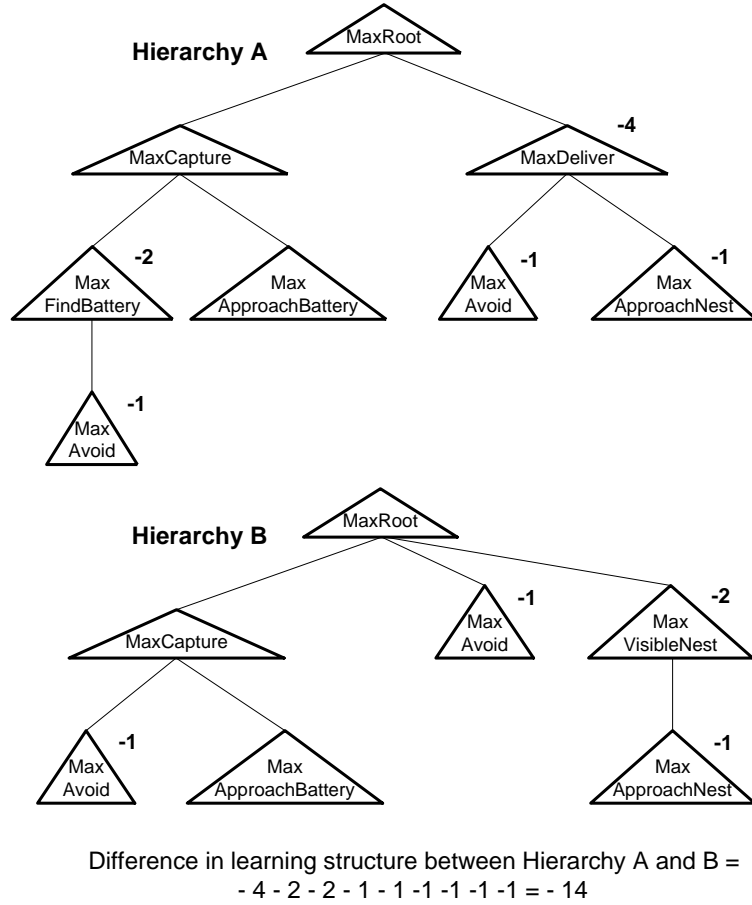 MaxRoot
Hierarchy A
-4
MaxCapture
MaxDeliver
-2
-1
-1
Max
FindBattery
Max
ApproachBattery
Max
Avoid
Max
ApproachNest
-1
Max
Avoid
MaxRoot
Hierarchy B
-1
-2
MaxCapture
Max
Avoid
Max
VisibleNest
-1
-1
Max
Avoid
Max
ApproachBattery
Max
ApproachNest
Difference in learning structure between Hierarchy A and B =
- 4 - 2 - 2 - 1 - 1 -1 -1 -1 -1 = - 14